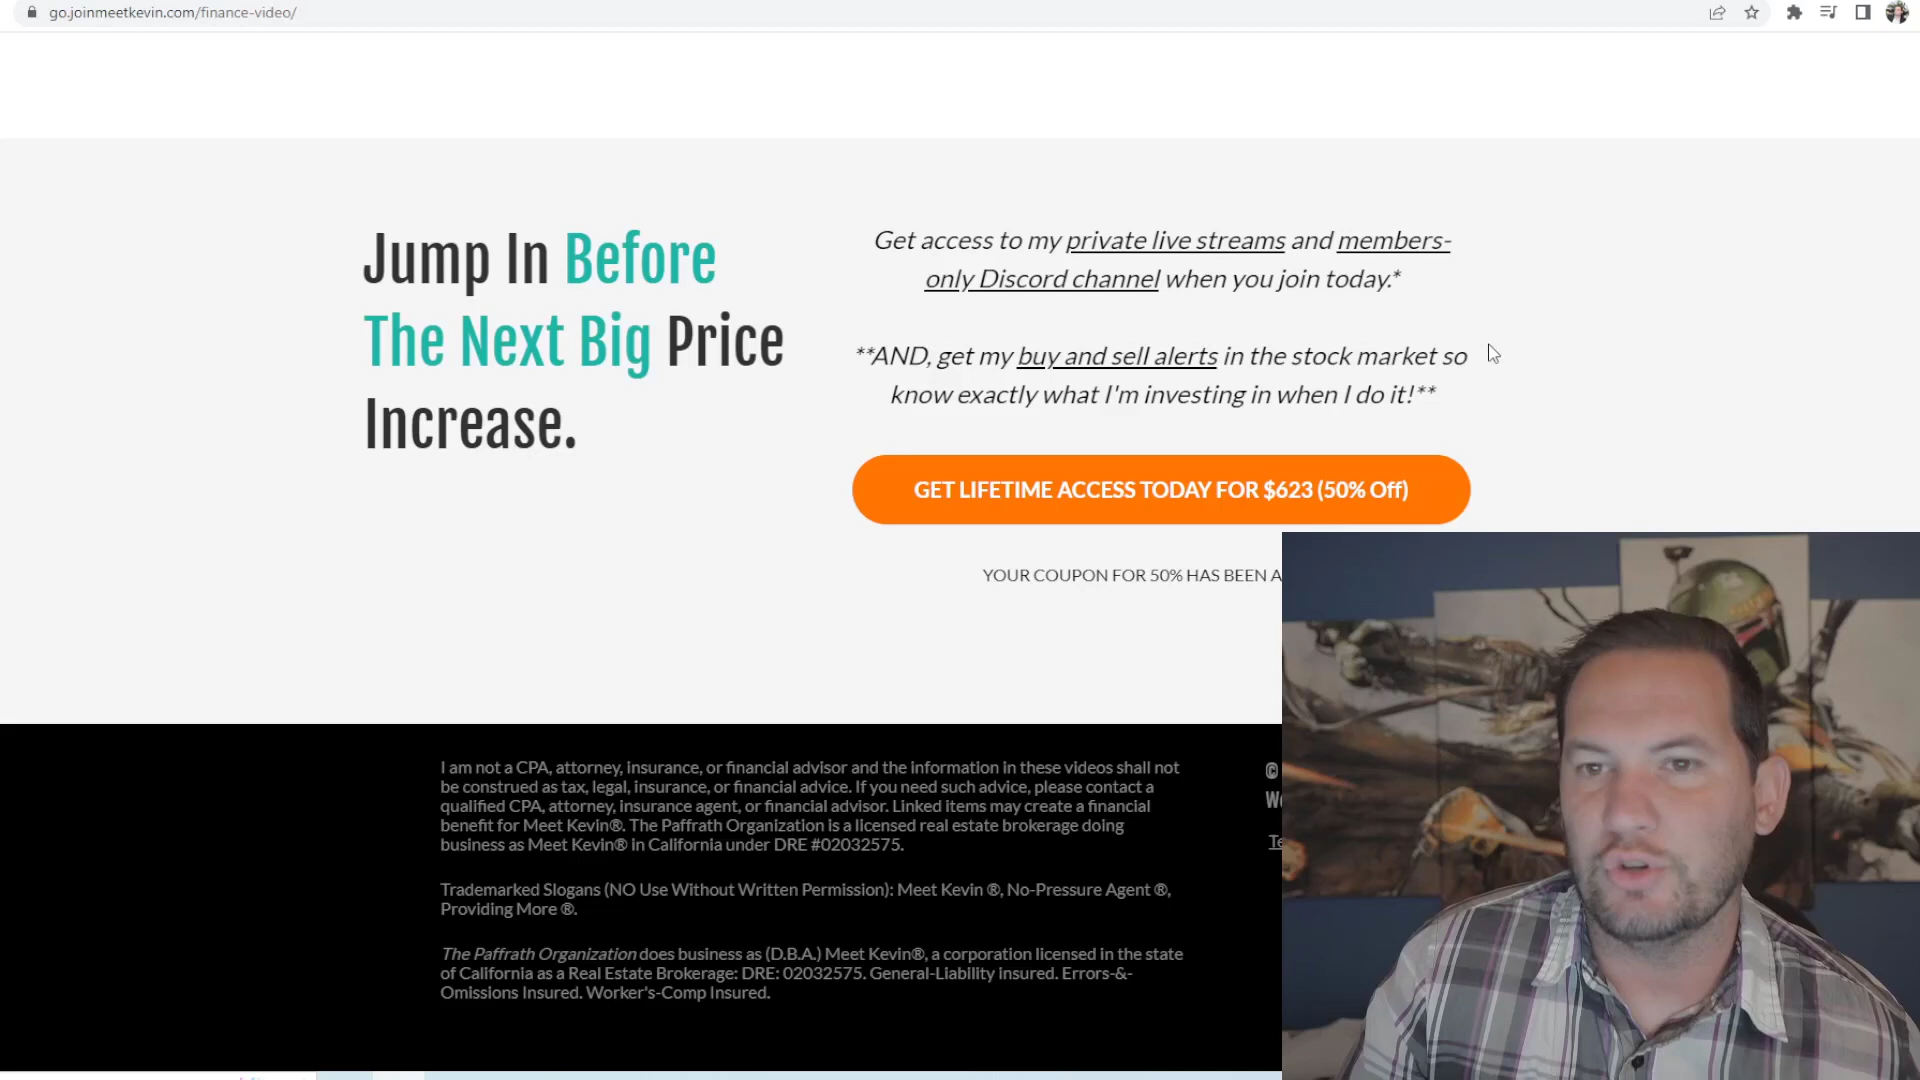 go.joinmeetkevin.com/finance-video/
Jump In Before
The Next Big Price
Increase.
Get access to my private live streams and members-
only Discord channel when you join today.*
**AND, get my buy and sell alerts in the stock market so
know exactly what I'm investing in when I do it!**
GET LIFETIME ACCESS TODAY FOR $623 (50% Off)
YOUR COUPON FOR 50% HAS BEEN A
I am not a CPA, attorney, insurance, or financial advisor and the information in these videos shall not
be construed as tax, legal, insurance, or financial advice. If you need such advice, please contact a
qualified CPA, attorney, insurance agent, or financial advisor. Linked items may create a financial
benefit for Meet Kevin®. The Paffrath Organization is a licensed real estate brokerage doing
business as Meet Kevin® in California under DRE #02032575.
Trademarked Slogans (NO Use Without Written Permission): Meet Kevin ®, No-Pressure Agent ®,
Providing More ®.
The Paffrath Organization does business as (D.B.A.) Meet Kevin®, a corporation licensed in the state
of California as a Real Estate Brokerage: DRE: 02032575. General-Liability insured. Errors-&-
Omissions Insured. Worker's-Comp Insured.
©
We
Te